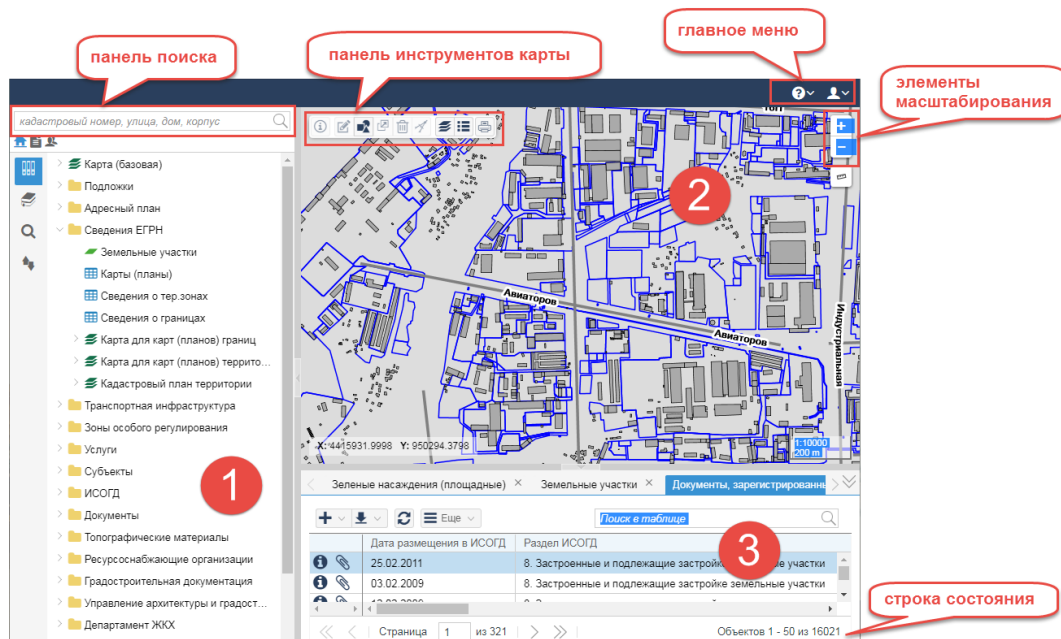 главное меню
панель поиска
панель инструментов карты
элементы
масштабирования
кадастровый номер, улица, дом, корпус
Карта (базовая)
Подложки
Адресный план
Сведения ЕГРН
Земельные участки
Карты (планы)
Сведения о тер.зонах
Сведения о границах
Карта для карт (планов) границ
Карта для карт (планов) террито...
Кадастровый план территории
Транспортная инфраструктура
Зоны особого регулирования
Услуги
Субъекты
ИСОГД
Документы
Топографические материалы
Ресурсоснабжающие организации
Градостроительная документация
Управление архитектуры и градост...
Департамент ЖКХ
1
2
Авиаторов
Авиаторов
Индустриальная
X: 4415931.9998 Y: 950294.3798
1:10000
200 m
Зеленые насаждения (площадные) × Земельные участки × Документы, зарегистрированн
Еще
Поиск в таблице
3
Дата размещения в ИСОГД Раздел ИСОГД
25.02.2011 8. Застроенные и подлежащие застройке земельные участки
03.02.2009 8. Застроенные и подлежащие застройке земельные участки
Страница 1 из 321
Объектов 1 - 50 из 16021
строка состояния